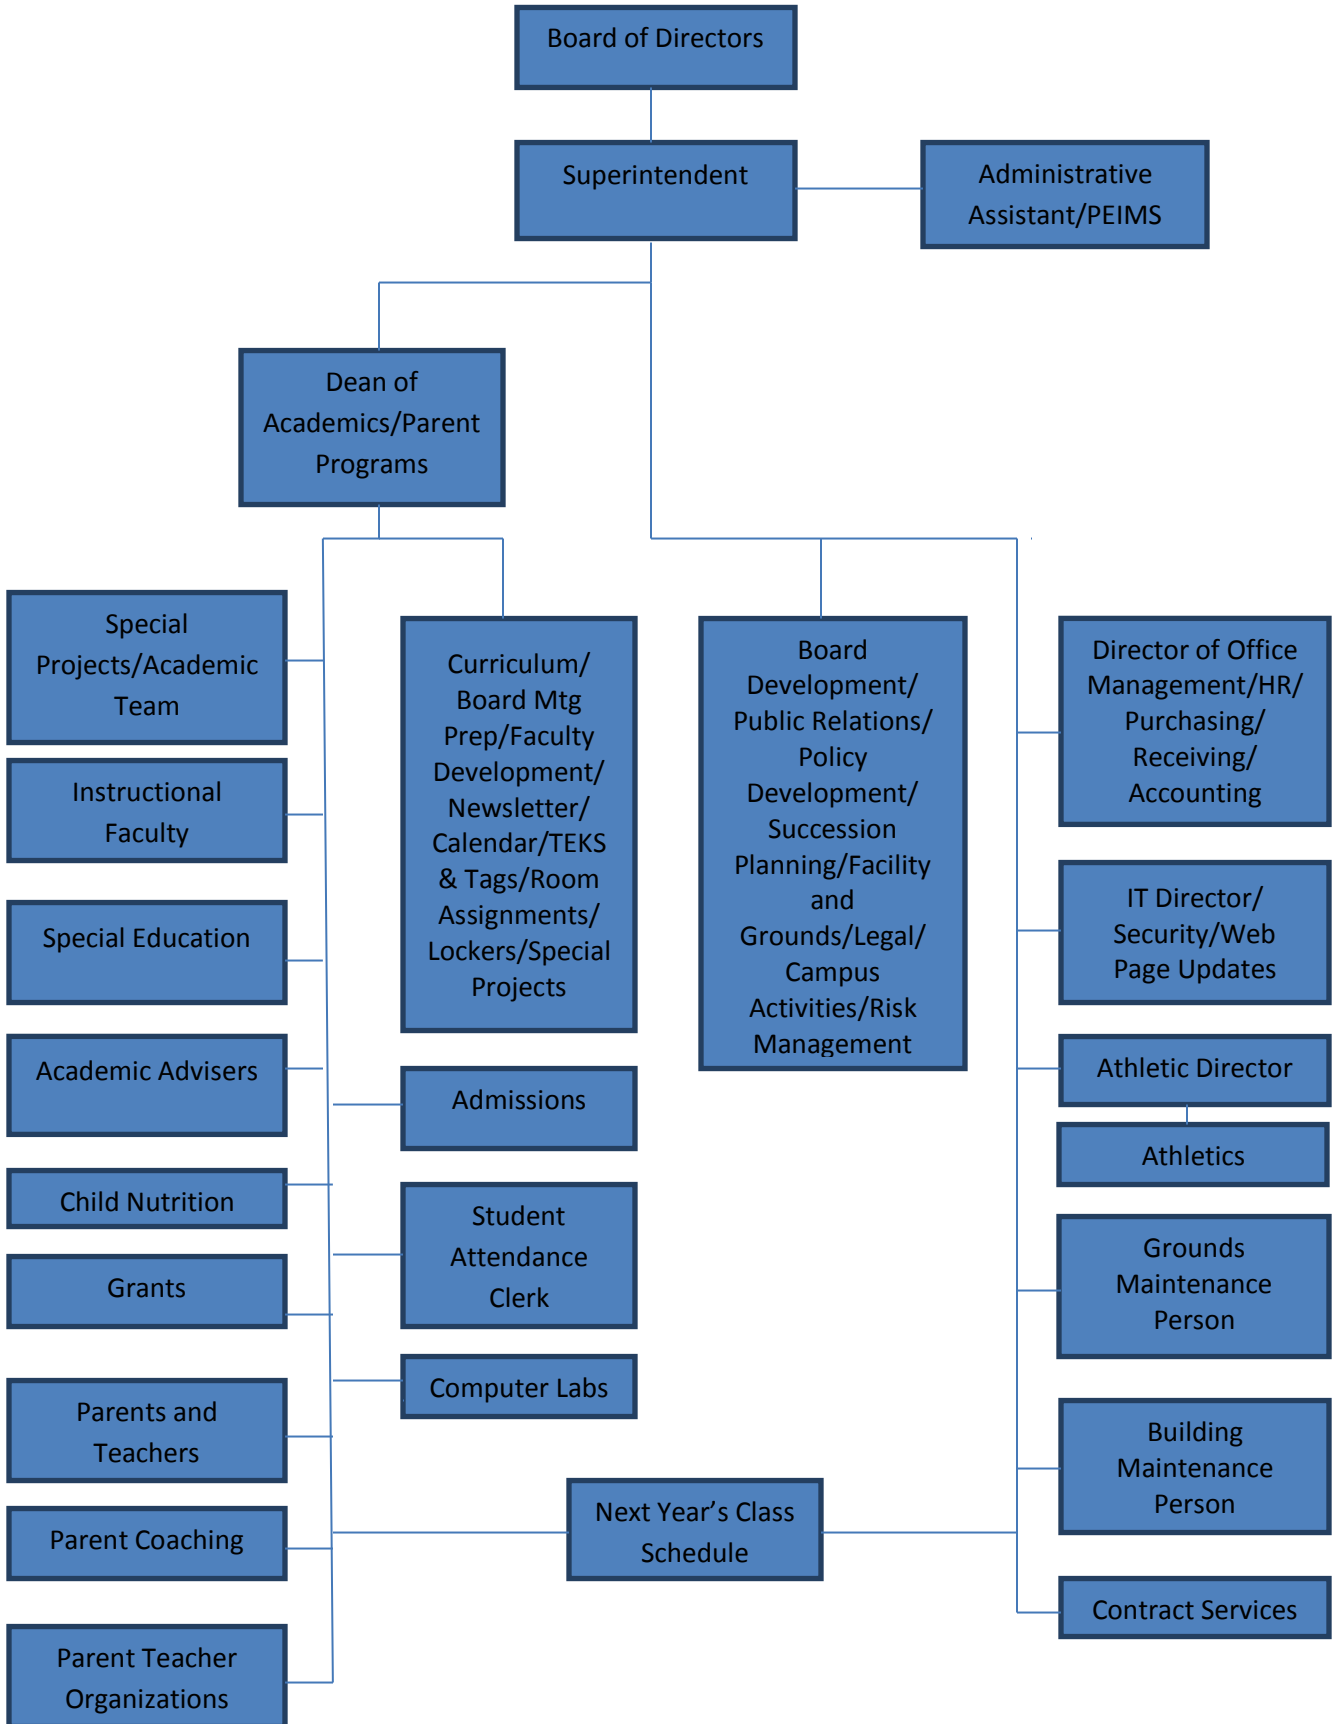 Board of Directors
Superintendent
Administrative
Assistant/PEIMS
Dean of
Academics/Parent
Programs
Special
Projects/Academic
Team
Instructional
Faculty
Special Education
Academic Advisers
Child Nutrition
Grants
Parents and
Teachers
Parent Coaching
Parent Teacher
Organizations
Curriculum/
Board Mtg
Prep/Faculty
Development/
Newsletter/
Calendar/TEKS
& Tags/Room
Assignments/
Lockers/Special
Projects
Admissions
Student
Attendance
Clerk
Computer Labs
Next Year’s Class
Schedule
Board
Development/
Public Relations/
Policy
Development/
Succession
Planning/Facility
and
Grounds/Legal/
Campus
Activities/Risk
Management
Director of Office
Management/HR/
Purchasing/
Receiving/
Accounting
IT Director/
Security/Web
Page Updates
Athletic Director
Athletics
Grounds
Maintenance
Person
Building
Maintenance
Person
Contract Services